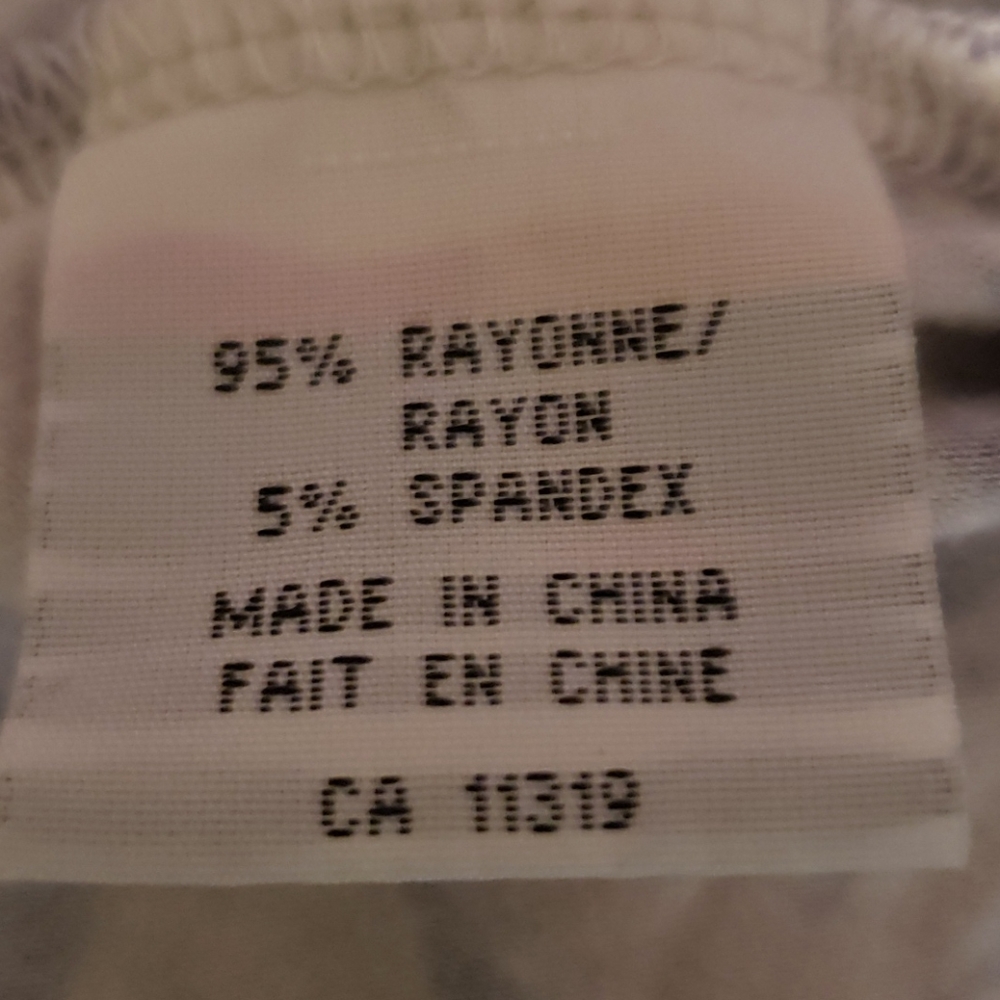 95% RAYONNE/
RAYON
5% SPANDEX
MADE IN CHINA
FAIT EN CHINE
CA 11319